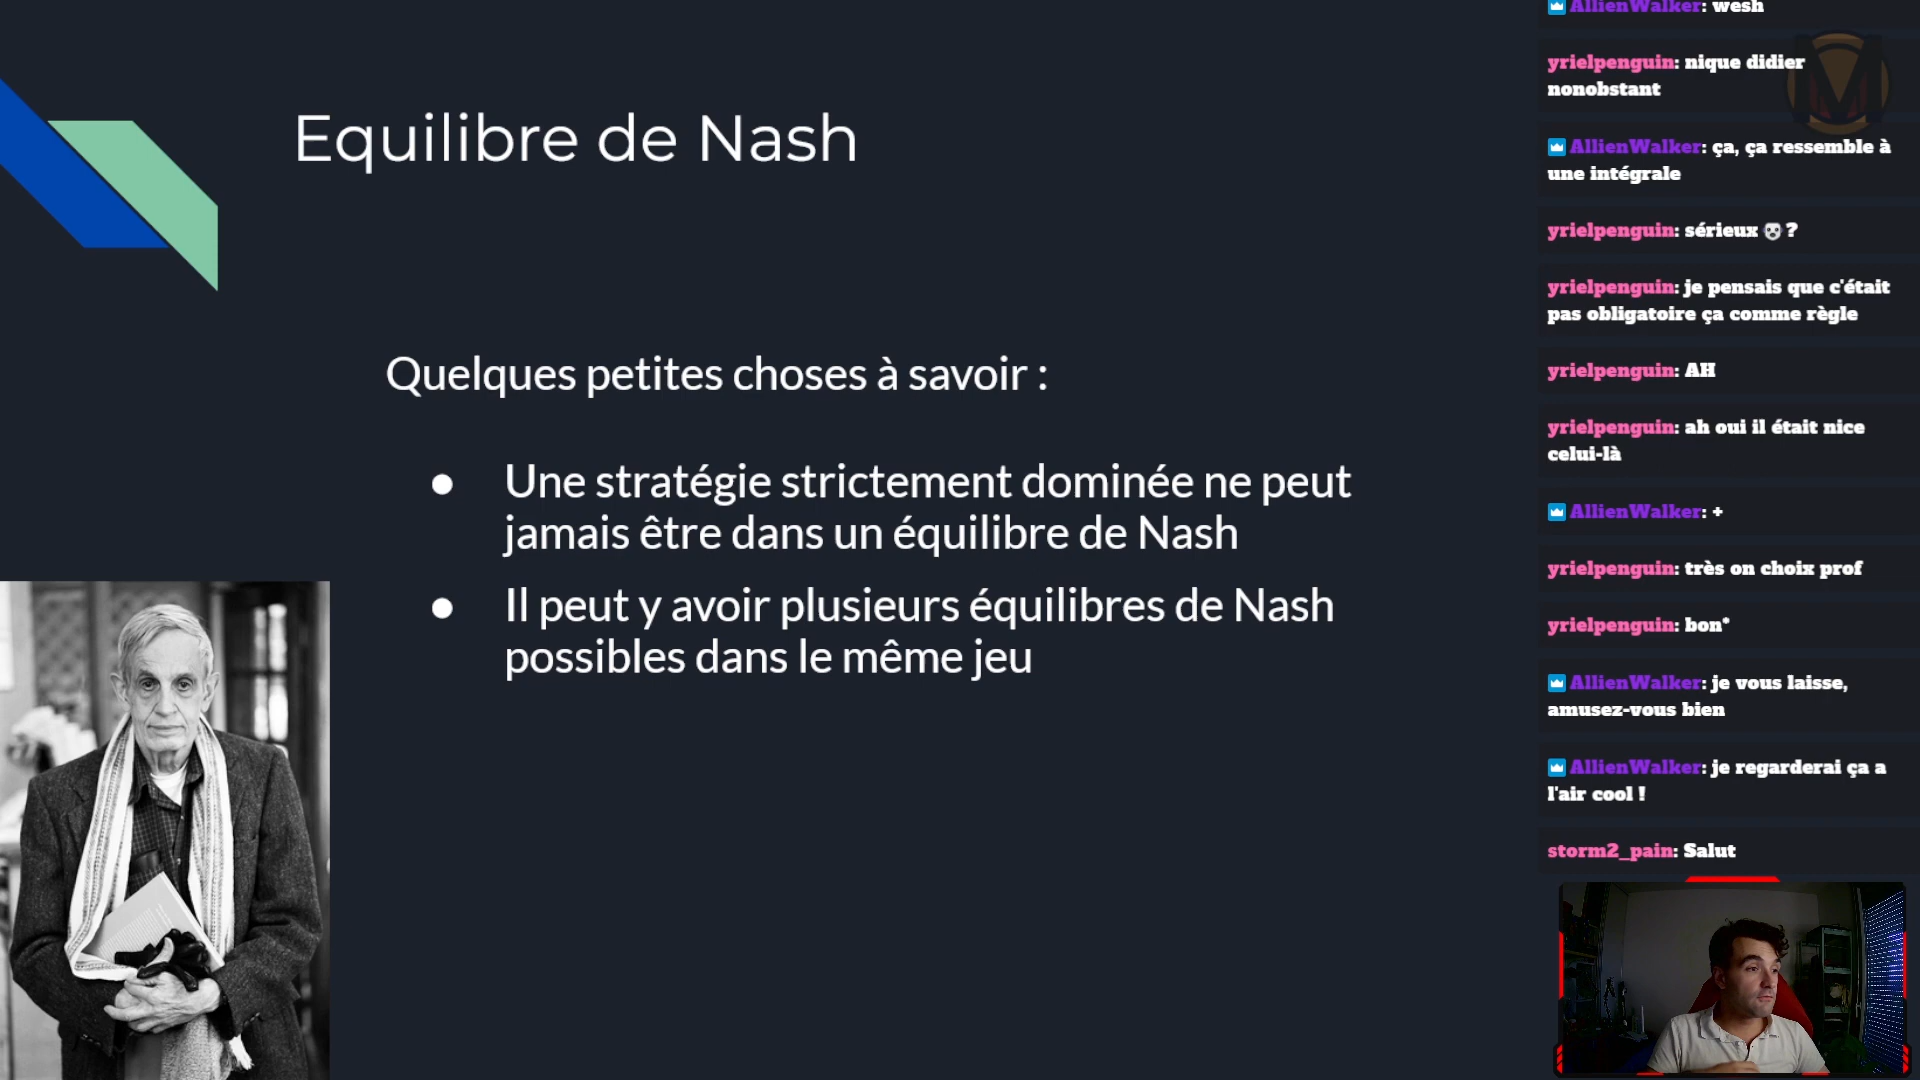 Equilibre de Nash
Quelques petites choses à savoir :
● Une stratégie strictement dominée ne peut
jamais être dans un équilibre de Nash
● Il peut y avoir plusieurs équilibres de Nash
possibles dans le même jeu
AllienWalker: wesh
yrielpenguin: nique didier
nonobstant
AllienWalker: ça, ça ressemble à
une intégrale
yrielpenguin: sérieux ?
yrielpenguin: je pensais que c'était
pas obligatoire ça comme règle
yrielpenguin: AH
yrielpenguin: ah oui il était nice
celui-là
AllienWalker: +
yrielpenguin: très on choix prof
yrielpenguin: bon*
AllienWalker: je vous laisse,
amusez-vous bien
AllienWalker: je regarderai ça a
l'air cool !
storm2_pain: Salut